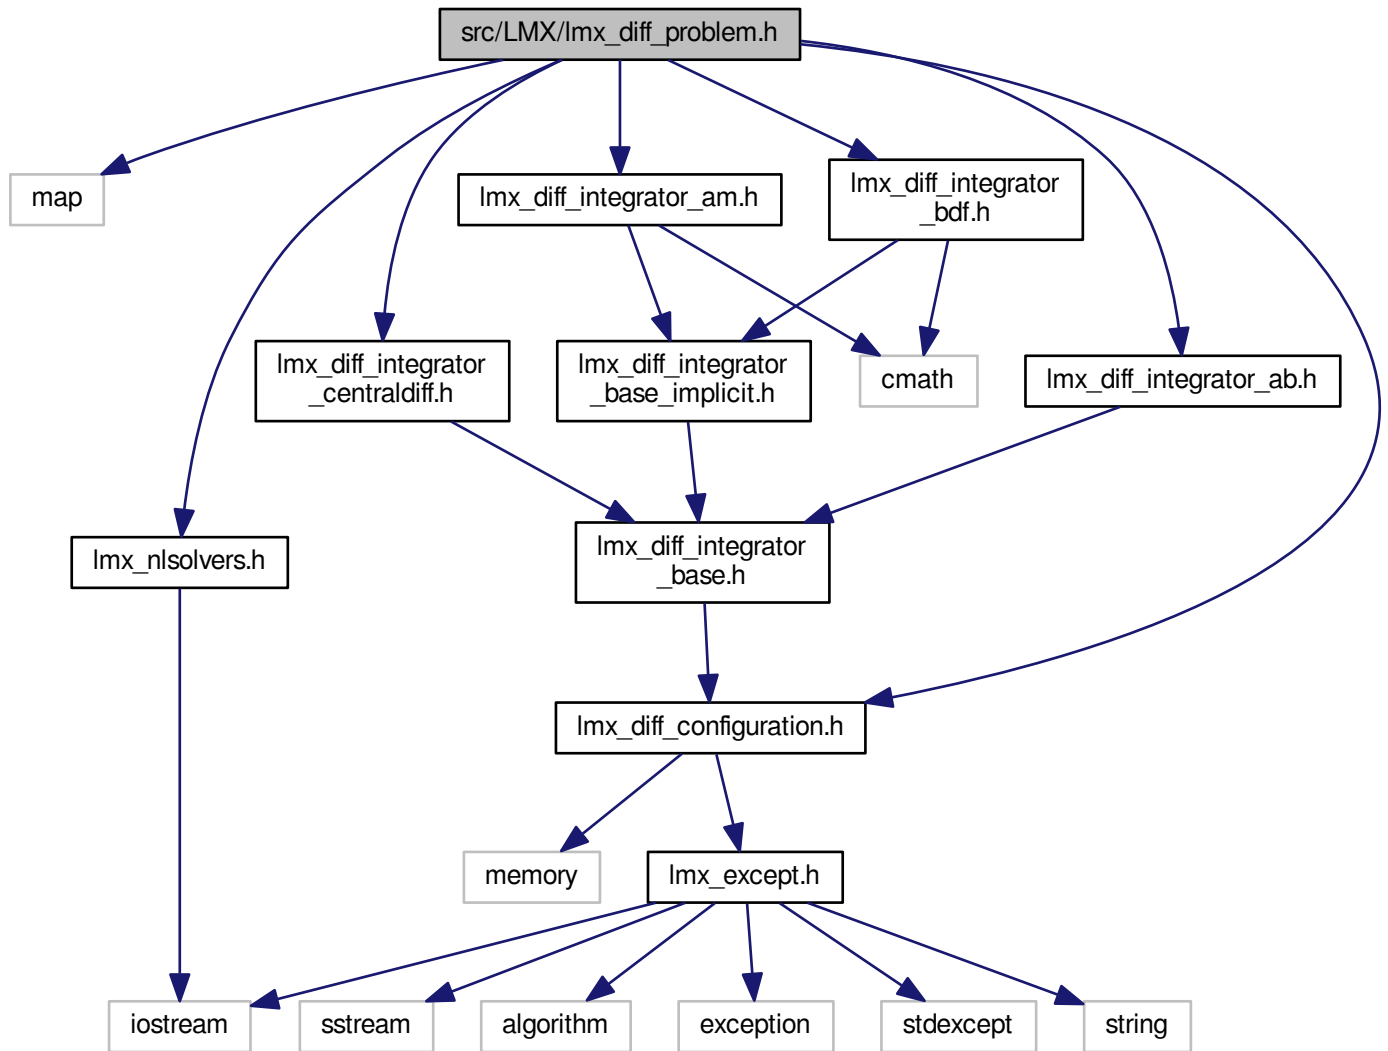 src/LMX/lmx_diff_problem.h
map
lmx_diff_integrator_am.h
lmx_diff_integrator
_bdf.h
lmx_diff_integrator
_centraldiff.h
lmx_diff_integrator
_base_implicit.h
cmath
lmx_diff_integrator_ab.h
lmx_nlsolvers.h
lmx_diff_integrator
_base.h
lmx_diff_configuration.h
memory
lmx_except.h
iostream
sstream
algorithm
exception
stdexcept
string